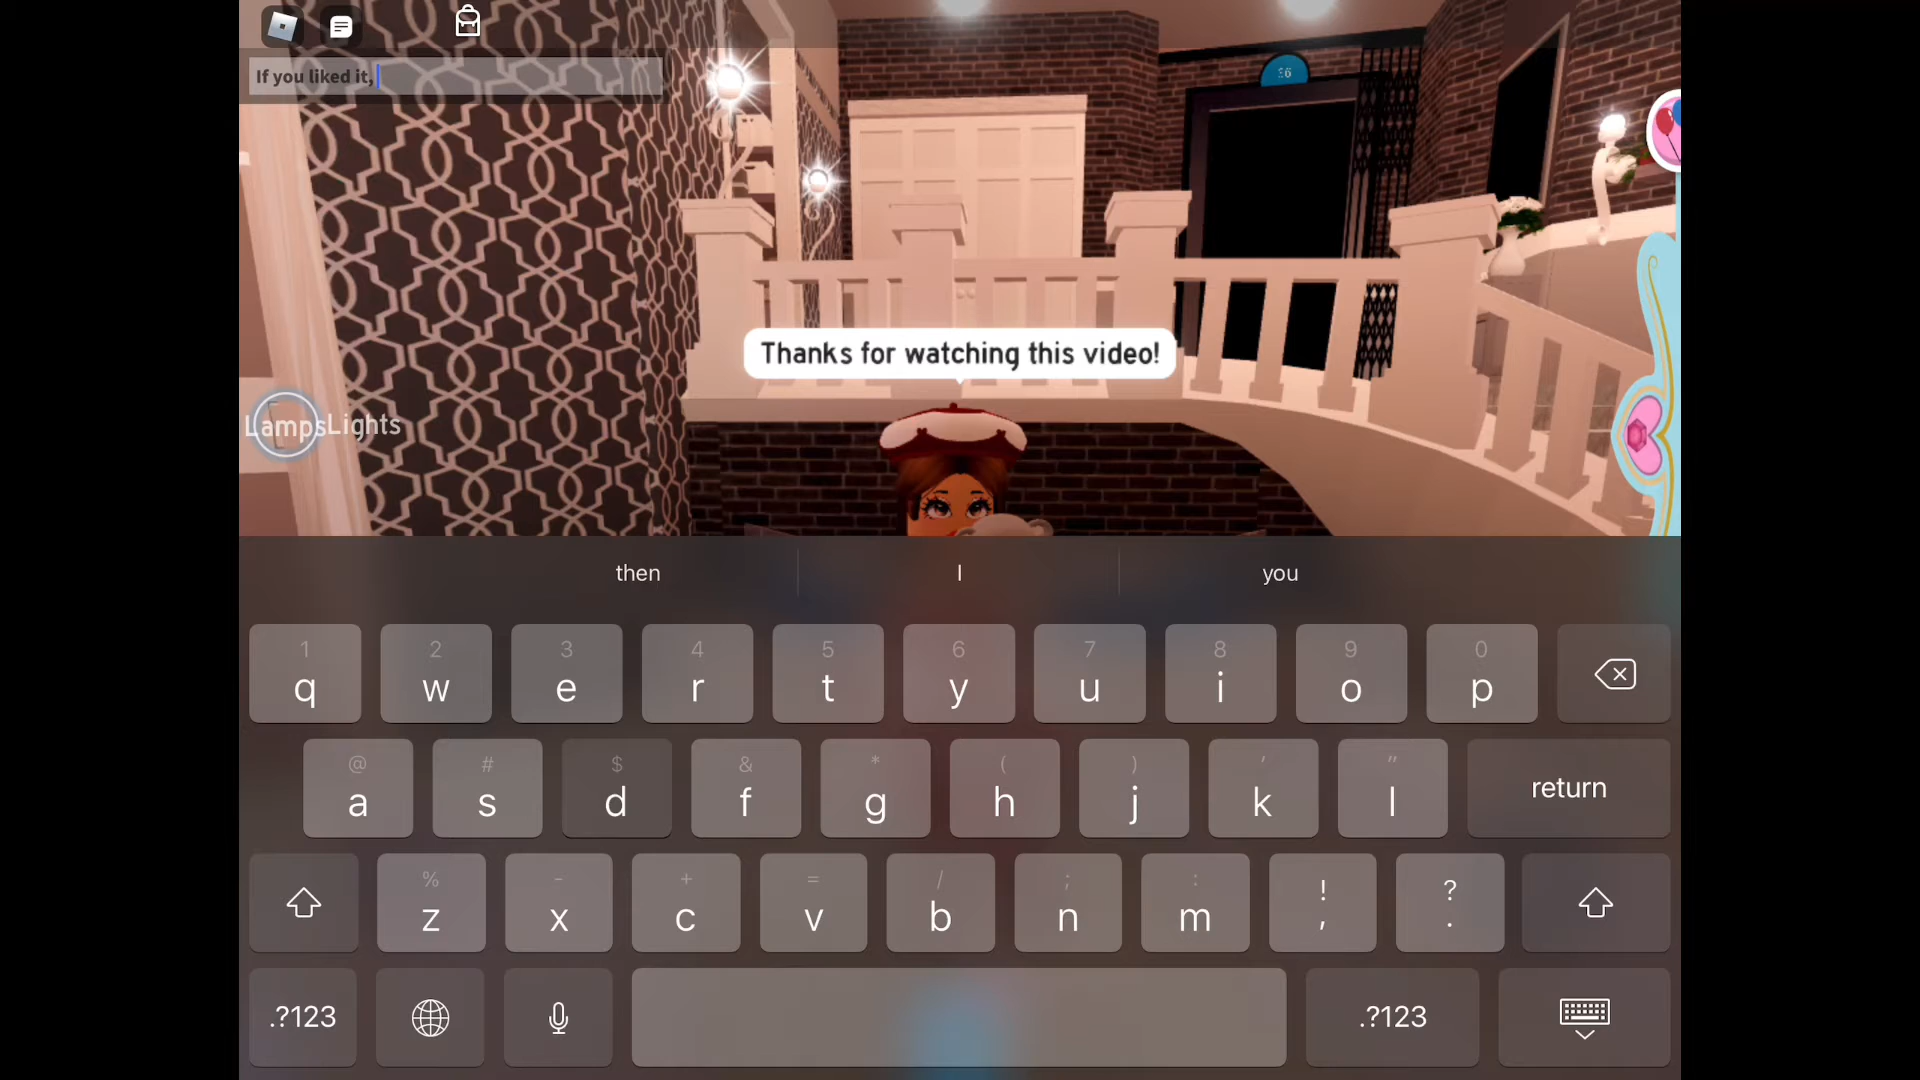 If you liked it,
Thanks for watching this video!
LampsLights
then I you
1 2 3 4 5 6 7 8 9 0
q w e r t y u i o p
@ # $ & * ( ) ' "
a s d f g h j k l return
% - + = / ; : ! ?
z x c v b n m , .
.?123 .?123